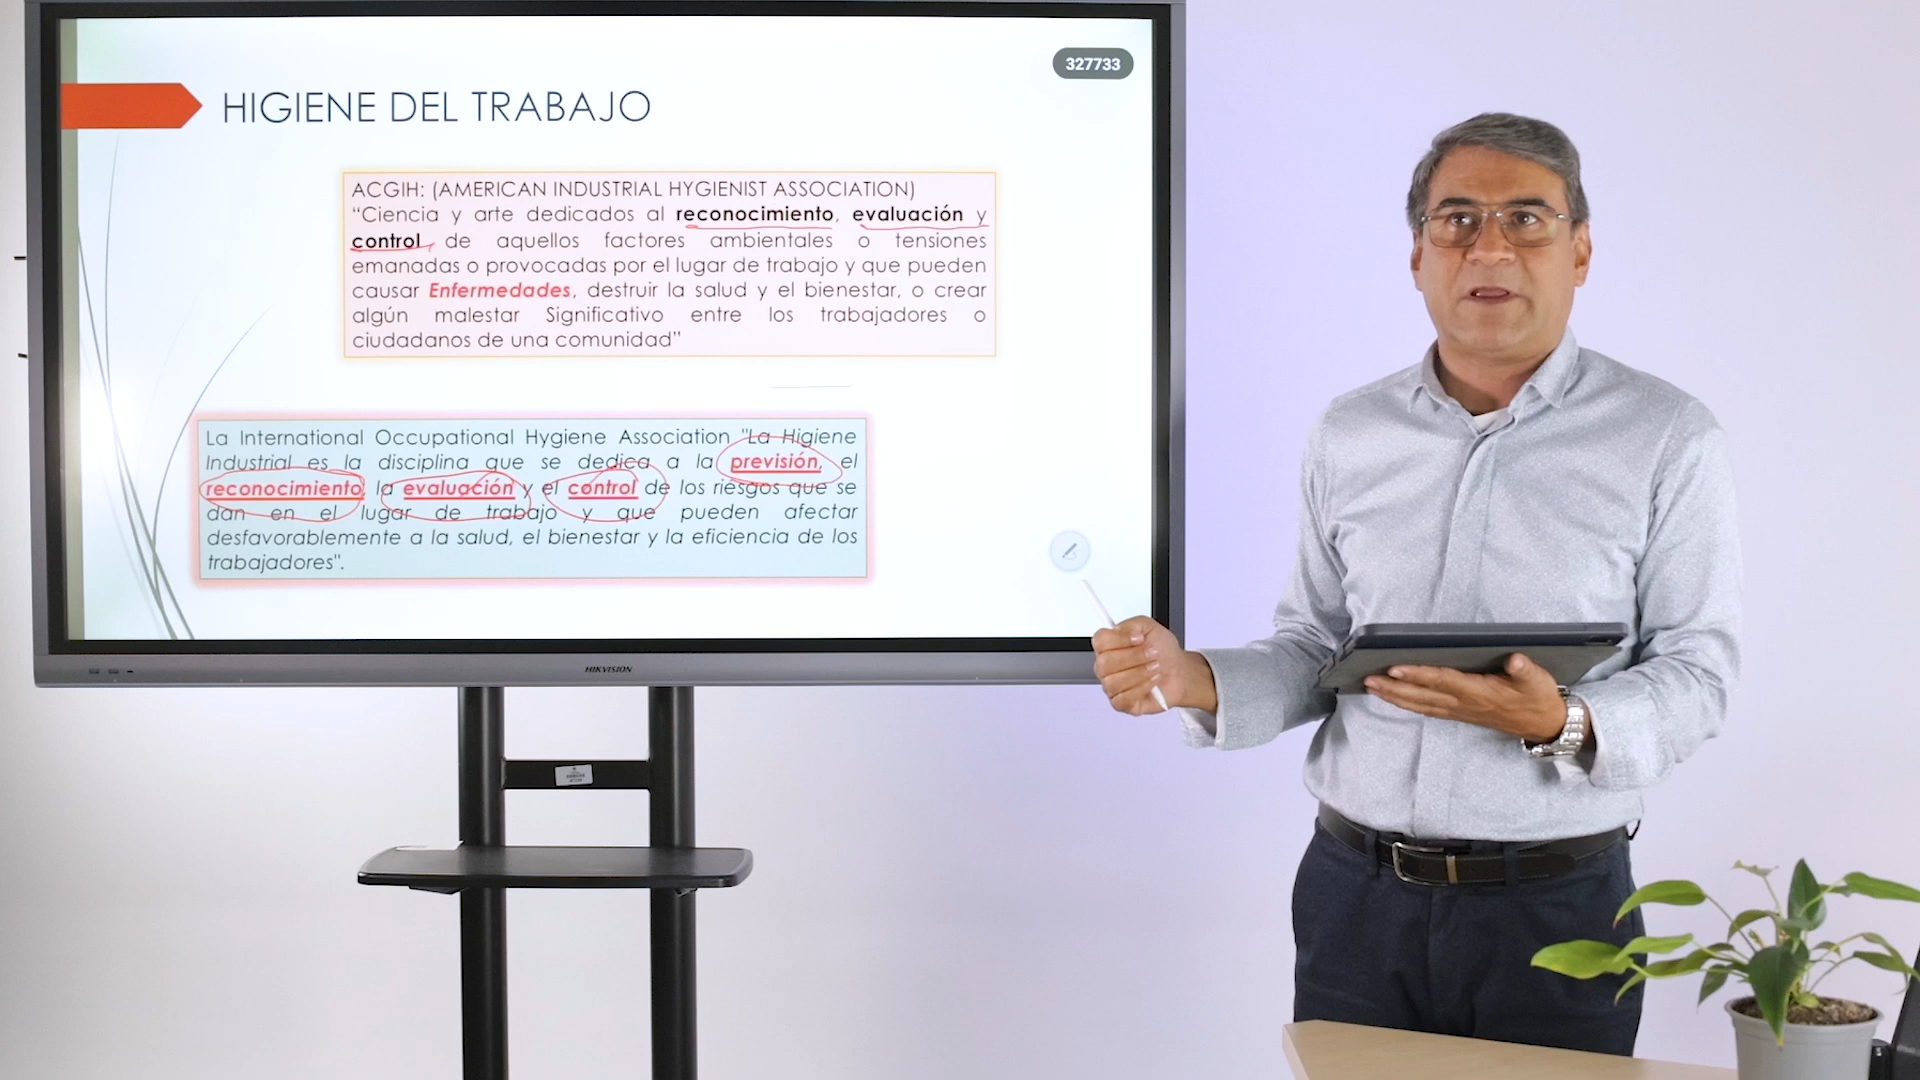 327733
HIGIENE DEL TRABAJO
ACGIH: (AMERICAN INDUSTRIAL HYGIENIST ASSOCIATION)
“Ciencia y arte dedicados al reconocimiento, evaluación y
control , de aquellos factores ambientales o tensiones
emanadas o provocadas por el lugar de trabajo y que pueden
causar Enfermedades, destruir la salud y el bienestar, o crear
algún malestar Significativo entre los trabajadores o
ciudadanos de una comunidad”
La International Occupational Hygiene Association "La Higiene
Industrial es la disciplina que se dedica a la previsión, el
reconocimiento, la evaluación y el control de los riesgos que se
dan en el lugar de trabajo y que pueden afectar
desfavorablemente a la salud, el bienestar y la eficiencia de los
trabajadores".
HIKVISION